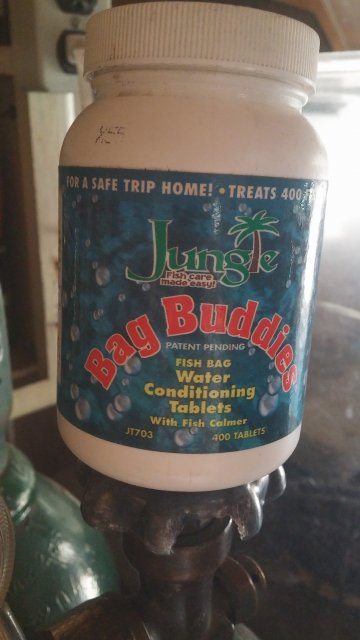 FOR A SAFE TRIP HOME! • TREATS 400
Jungle
Fish care
made easy!
Bag Buddies
PATENT PENDING
FISH BAG
Water
Conditioning
Tablets
With Fish Calmer
JT703 400 TABLETS